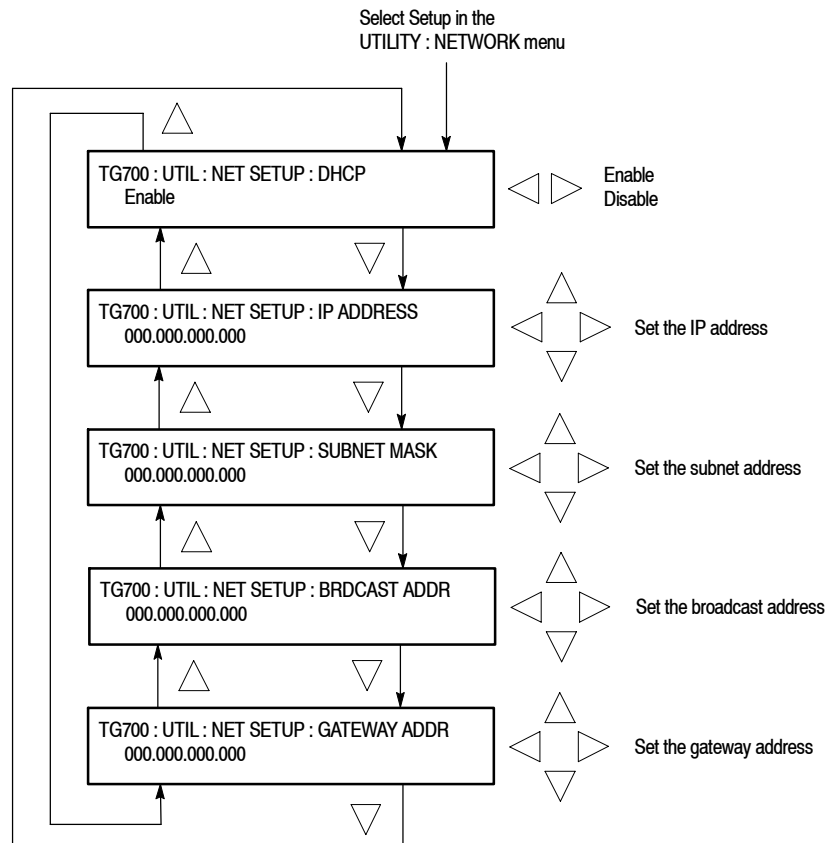 Select Setup in the
UTILITY : NETWORK menu
TG700 : UTIL : NET SETUP : DHCP
Enable
Enable
Disable
TG700 : UTIL : NET SETUP : IP ADDRESS
000.000.000.000
Set the IP address
TG700 : UTIL : NET SETUP : SUBNET MASK
000.000.000.000
Set the subnet address
TG700 : UTIL : NET SETUP : BRDCAST ADDR
000.000.000.000
Set the broadcast address
TG700 : UTIL : NET SETUP : GATEWAY ADDR
000.000.000.000
Set the gateway address